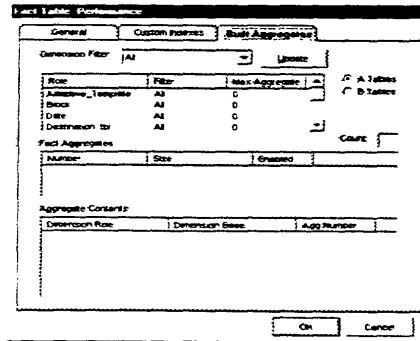 Fact Table Performance
General Custom Indexes Built Aggregates
Dimension Filter All Update
Role Filter Max Aggregate
All 0
Block All 0
Date All 0
Destination_tbl All 0
A Tables
B Tables
Count
Fact Aggregates
Number Size Enabled
Aggregate Contents
Dimension Role Dimension Base Agg Number
OK Cancel